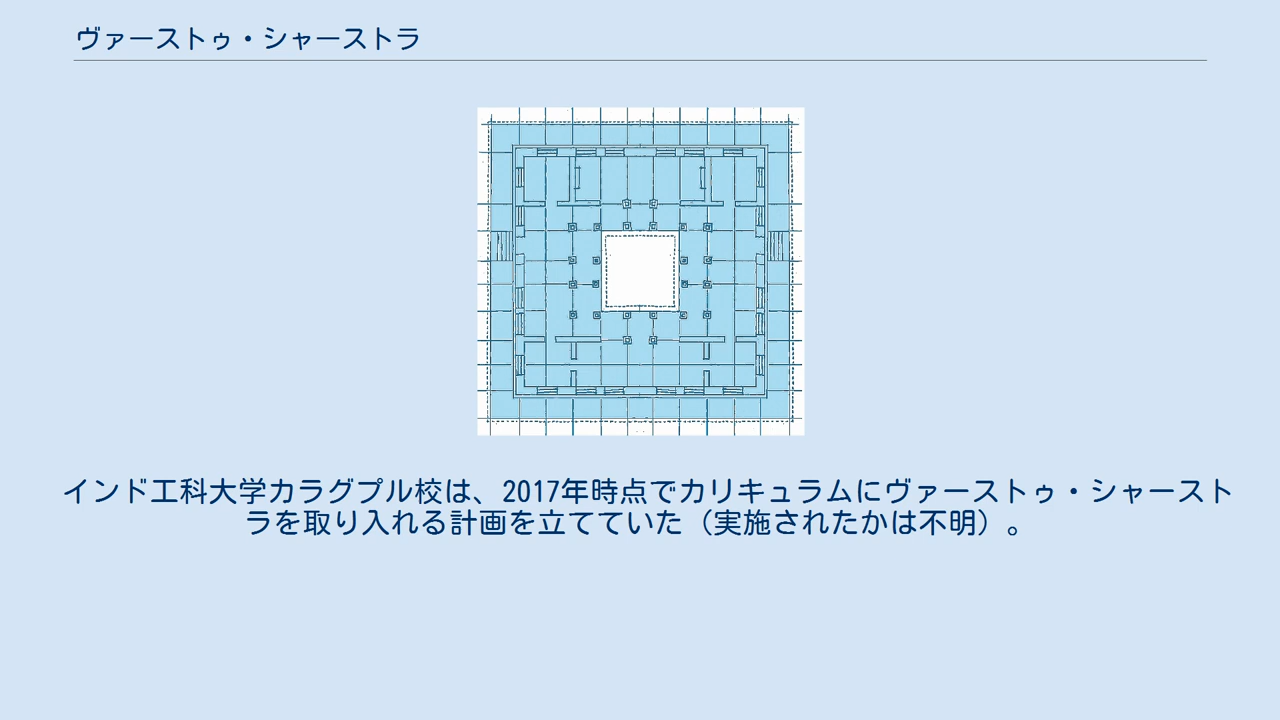 ヴァーストゥ・シャーストラ
インド工科大学カラグプル校は、2017年時点でカリキュラムにヴァーストゥ・シャースト
ラを取り入れる計画を立てていた（実施されたかは不明）。